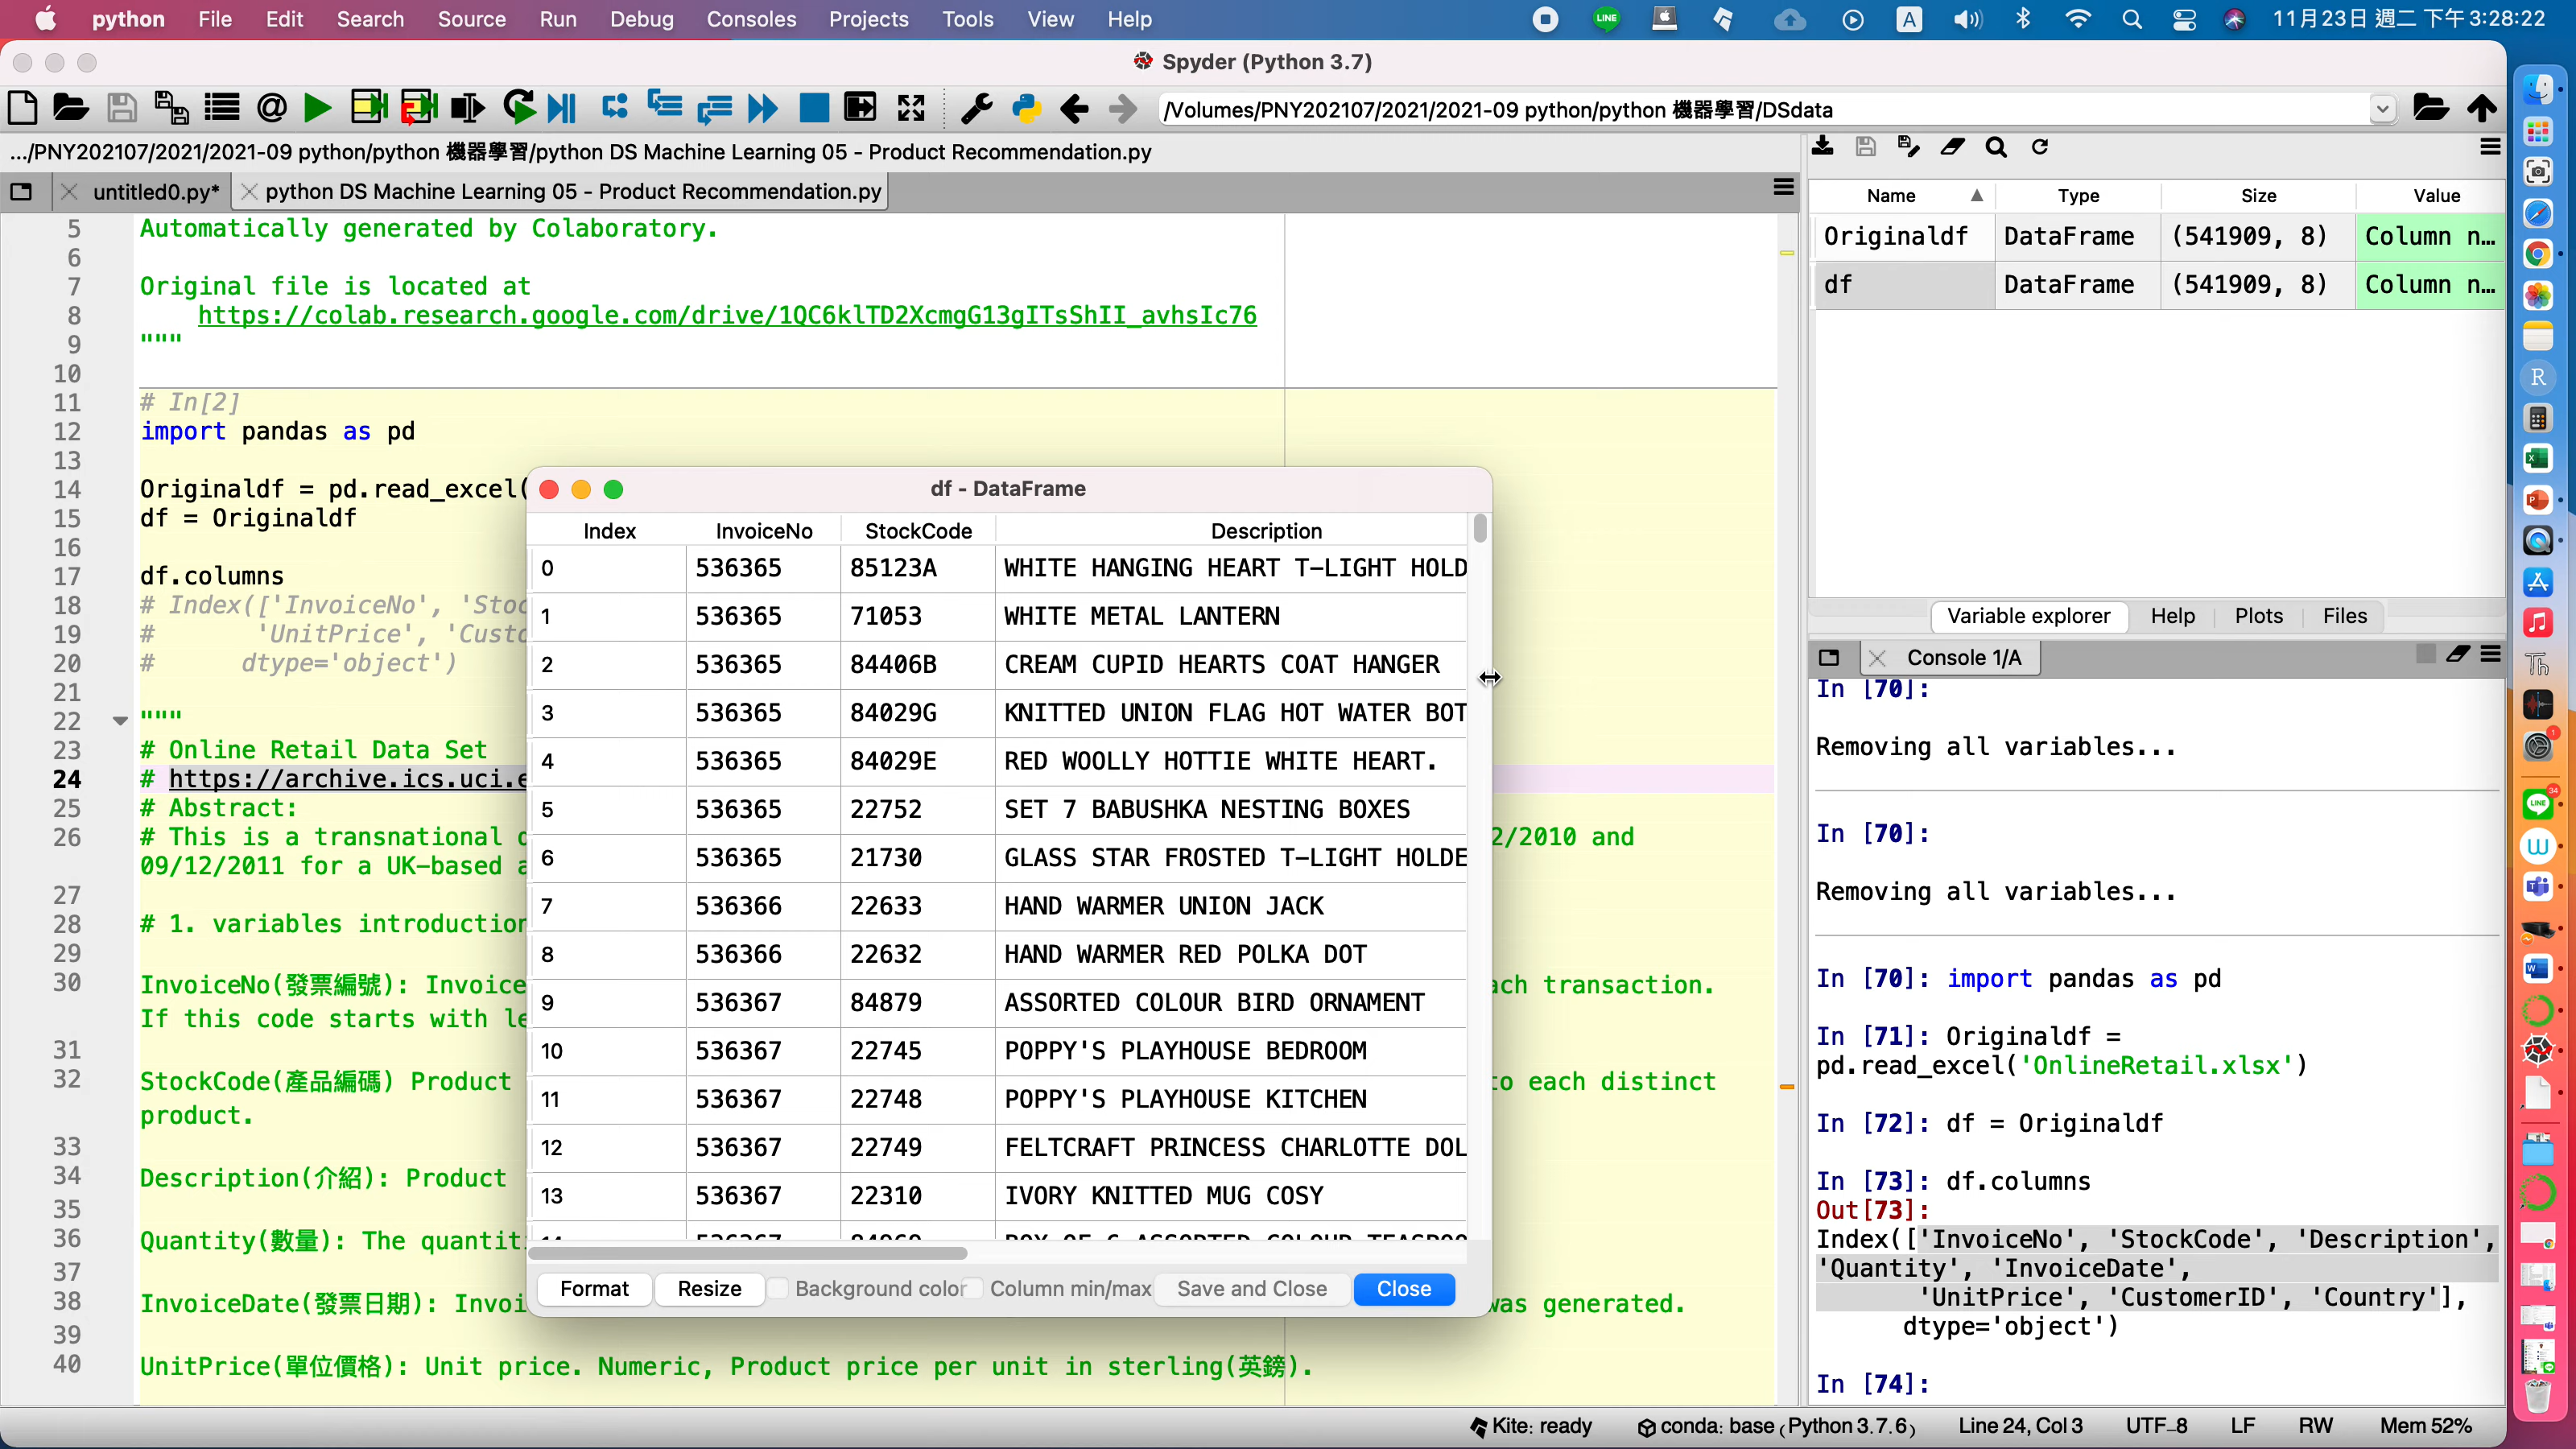 python File Edit Search Source Run Debug Consoles Projects Tools View Help LINE A 11月23日 週二 下午3:28:22
Spyder (Python 3.7)
/Volumes/PNY202107/2021/2021-09 python/python 機器學習/DSdata
.../PNY202107/2021/2021-09 python/python 機器學習/python DS Machine Learning 05 - Product Recommendation.py
untitled0.py* python DS Machine Learning 05 - Product Recommendation.py
5 Automatically generated by Colaboratory.
6
7 Original file is located at
8 https://colab.research.google.com/drive/1QC6klTD2XcmgG13gITsShII_avhsIc76
9 """
10
11 # In[2]
12 import pandas as pd
13
14 Originaldf = pd.read_excel(
15 df = Originaldf
16
17 df.columns
18 # Index(['InvoiceNo', 'Stoc
19 # 'UnitPrice', 'Custo
20 # dtype='object')
21
22 """
23 # Online Retail Data Set
24 # https://archive.ics.uci.e
25 # Abstract:
26 # This is a transnational 2/2010 and
09/12/2011 for a UK-based a
27
28 # 1. variables introduction
29
30 InvoiceNo(發票編號): Invoice ach transaction.
If this code starts with le
31
32 StockCode(產品編碼) Product to each distinct
product.
33
34 Description(介紹): Product
35
36 Quantity(數量): The quantiti
37
38 InvoiceDate(發票日期): Invoi was generated.
39
40 UnitPrice(單位價格): Unit price. Numeric, Product price per unit in sterling(英鎊).
df - DataFrame
Index InvoiceNo StockCode Description
0 536365 85123A WHITE HANGING HEART T-LIGHT HOLD
1 536365 71053 WHITE METAL LANTERN
2 536365 84406B CREAM CUPID HEARTS COAT HANGER
3 536365 84029G KNITTED UNION FLAG HOT WATER BOT
4 536365 84029E RED WOOLLY HOTTIE WHITE HEART.
5 536365 22752 SET 7 BABUSHKA NESTING BOXES
6 536365 21730 GLASS STAR FROSTED T-LIGHT HOLDE
7 536366 22633 HAND WARMER UNION JACK
8 536366 22632 HAND WARMER RED POLKA DOT
9 536367 84879 ASSORTED COLOUR BIRD ORNAMENT
10 536367 22745 POPPY'S PLAYHOUSE BEDROOM
11 536367 22748 POPPY'S PLAYHOUSE KITCHEN
12 536367 22749 FELTCRAFT PRINCESS CHARLOTTE DOL
13 536367 22310 IVORY KNITTED MUG COSY
Format Resize Background color Column min/max Save and Close Close
Name Type Size Value
Originaldf DataFrame (541909, 8) Column n…
df DataFrame (541909, 8) Column n…
Variable explorer Help Plots Files
Console 1/A
In [70]:
Removing all variables...
In [70]:
Removing all variables...
In [70]: import pandas as pd
In [71]: Originaldf =
pd.read_excel('OnlineRetail.xlsx')
In [72]: df = Originaldf
In [73]: df.columns
Out[73]:
Index(['InvoiceNo', 'StockCode', 'Description',
'Quantity', 'InvoiceDate',
'UnitPrice', 'CustomerID', 'Country'],
dtype='object')
In [74]:
Kite: ready conda: base (Python 3.7.6) Line 24, Col 3 UTF-8 LF RW Mem 52%